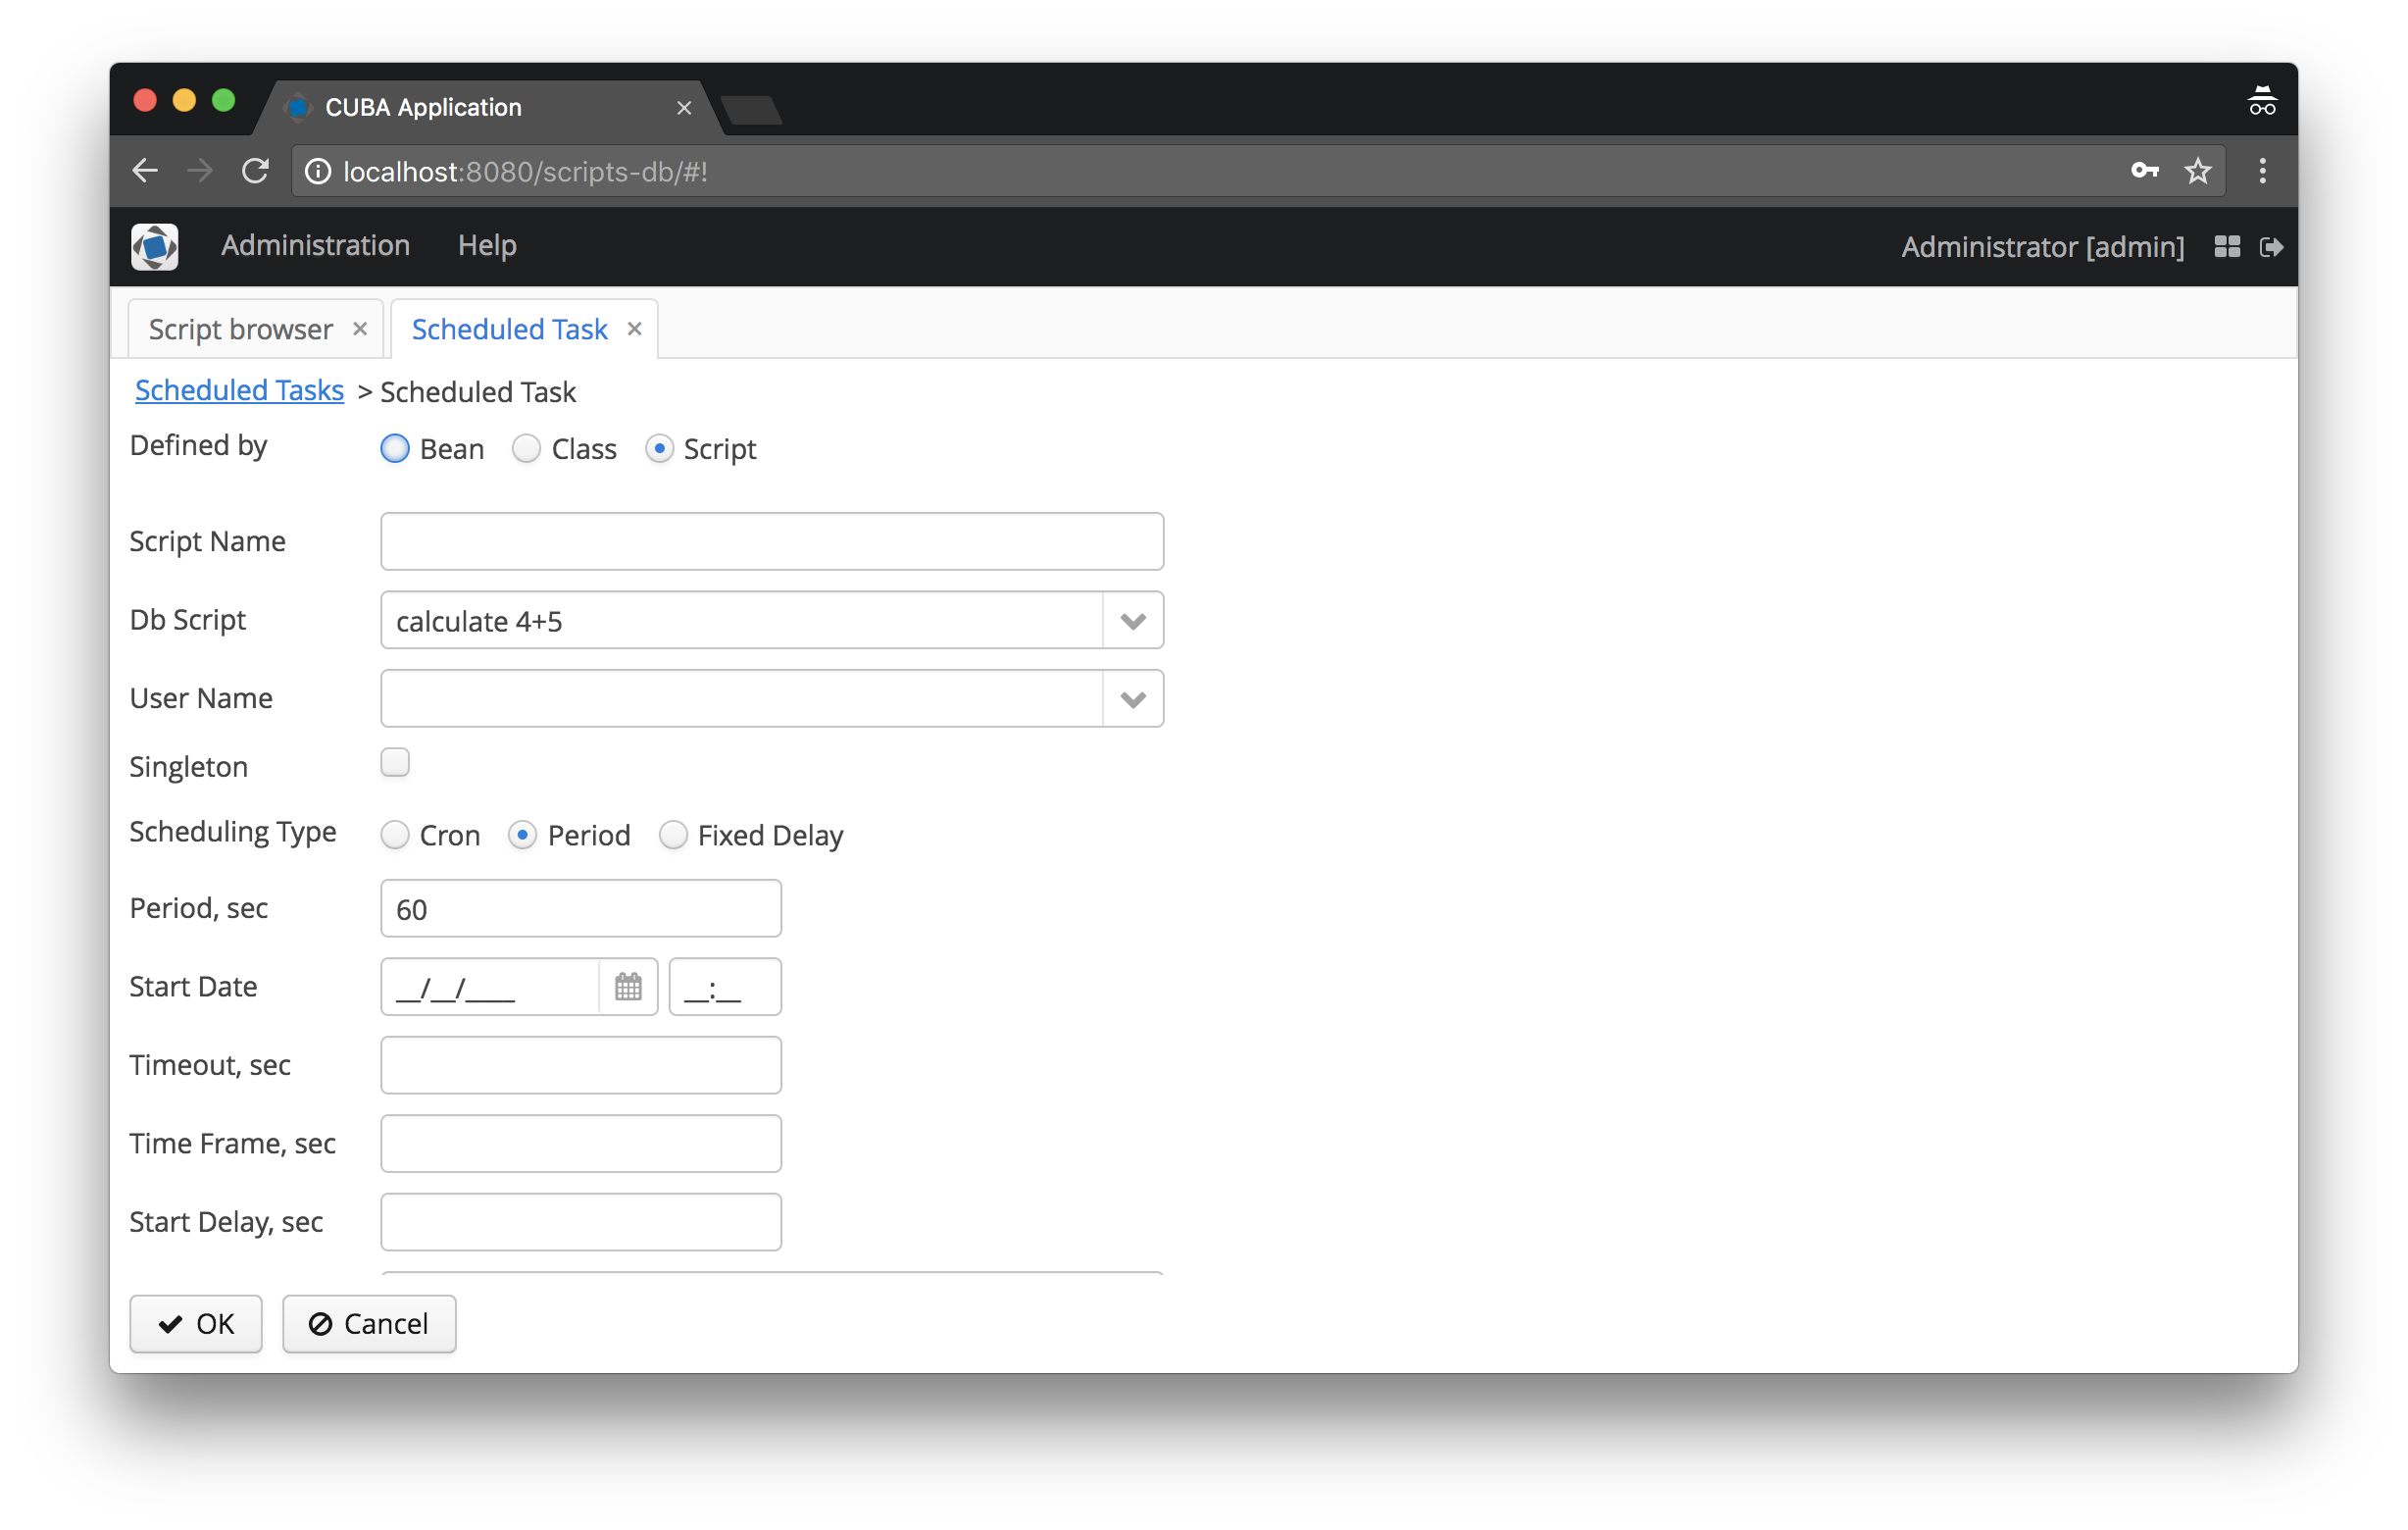 CUBA Application
localhost:8080/scripts-db/#!
Administration Help Administrator [admin]
Script browser Scheduled Task
Scheduled Tasks > Scheduled Task
Defined by Bean Class Script
Script Name
Db Script calculate 4+5
User Name
Singleton
Scheduling Type Cron Period Fixed Delay
Period, sec 60
Start Date __/__/____ __:__
Timeout, sec
Time Frame, sec
Start Delay, sec
OK Cancel